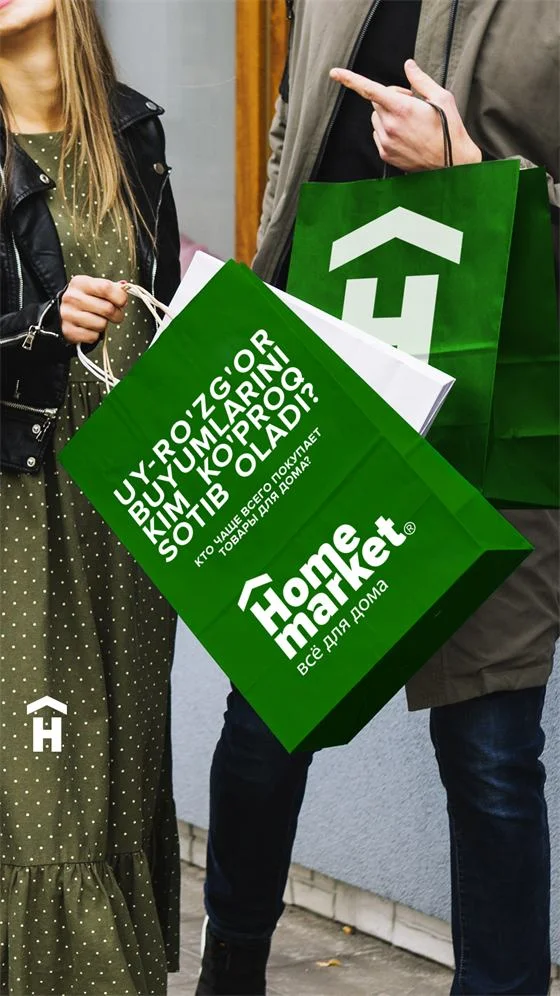 UY-RO'ZG'OR
BUYUMLARINI
KIM KO'PROQ
SOTIB OLADI?
КТО ЧАЩЕ ВСЕГО ПОКУПАЕТ
ТОВАРЫ ДЛЯ ДОМА?
Home
market®
всё для дома
H
H